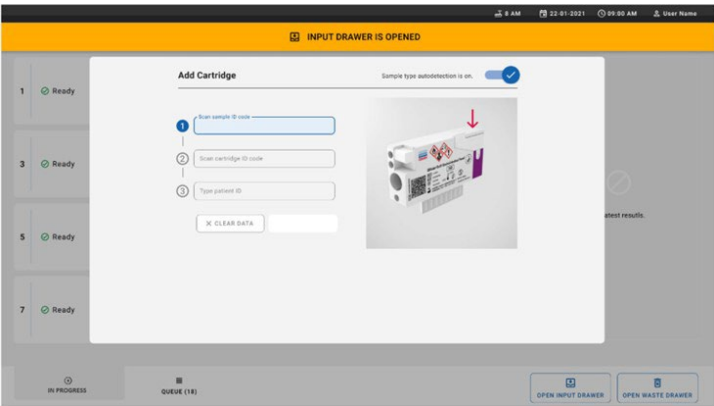 8 AM
22-01-2021
09:00 AM
User Name
INPUT DRAWER IS OPENED
Add Cartridge
Sample type autodetection is on.
1
Ready
Scan sample ID code
1
2
Scan cartridge ID code
3
Ready
3
Type patient ID
CLEAR DATA
5
Ready
atest resutls.
7
Ready
IN PROGRESS
QUEUE (18)
OPEN INPUT DRAWER
OPEN WASTE DRAWER